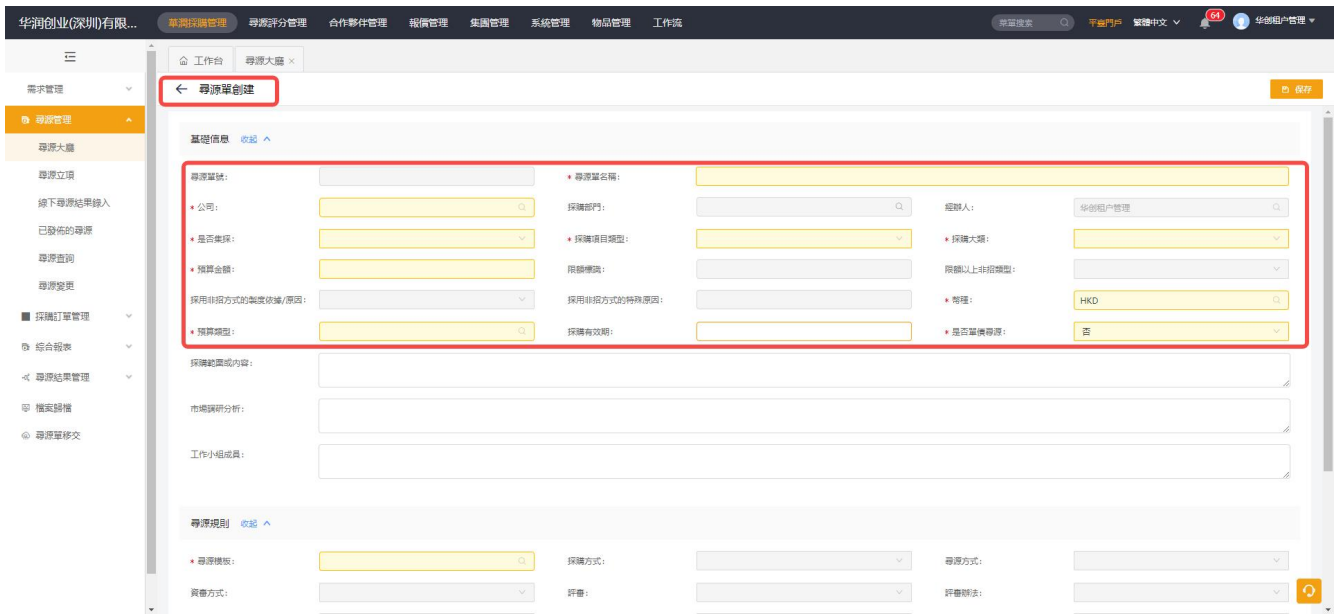 华润创业(深圳)有限... 華潤採購管理 尋源評分管理 合作夥伴管理 報價管理 集團管理 系統管理 物品管理 工作流 菜單搜索 平臺門戶 繁體中文 64 华创租户管理
工作台 尋源大廳 ×
需求管理
← 尋源單創建 保存
尋源管理
基礎信息 收起
尋源大廳
尋源單號: * 尋源單名稱:
尋源立項
線下尋源結果錄入
* 公司: 採購部門: 經辦人: 华创租户管理
已發佈的尋源
* 是否集採: * 採購項目類型: * 採購大類:
尋源查詢
* 預算金額: 限額標識: 限額以上非招類型:
尋源變更
採用非招方式的製度依據/原因: 採用非招方式的特殊原因: * 幣種: HKD
採購訂單管理
* 預算類型: 採購有效期: * 是否單價尋源: 否
綜合報表
採購範圍或內容:
尋源結果管理
檔案歸檔
市場調研分析:
尋源單移交
工作小組成員:
尋源規則 收起
* 尋源模板: 採購方式: 尋源方式:
資審方式: 評審: 評審辦法: